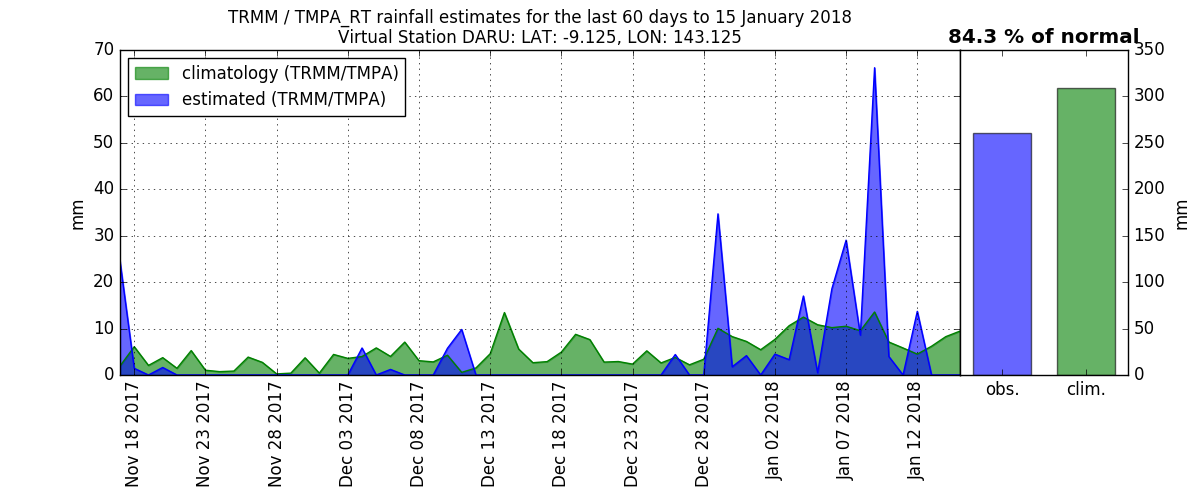 TRMM / TMPA_RT rainfall estimates for the last 60 days to 15 January 2018
Virtual Station DARU: LAT: -9.125, LON: 143.125
84.3 % of normal
climatology (TRMM/TMPA)
estimated (TRMM/TMPA)
70
60
50
40
30
20
10
0
mm
350
300
250
200
150
100
50
0
mm
Nov 18 2017
Nov 23 2017
Nov 28 2017
Dec 03 2017
Dec 08 2017
Dec 13 2017
Dec 18 2017
Dec 23 2017
Dec 28 2017
Jan 02 2018
Jan 07 2018
Jan 12 2018
obs.
clim.